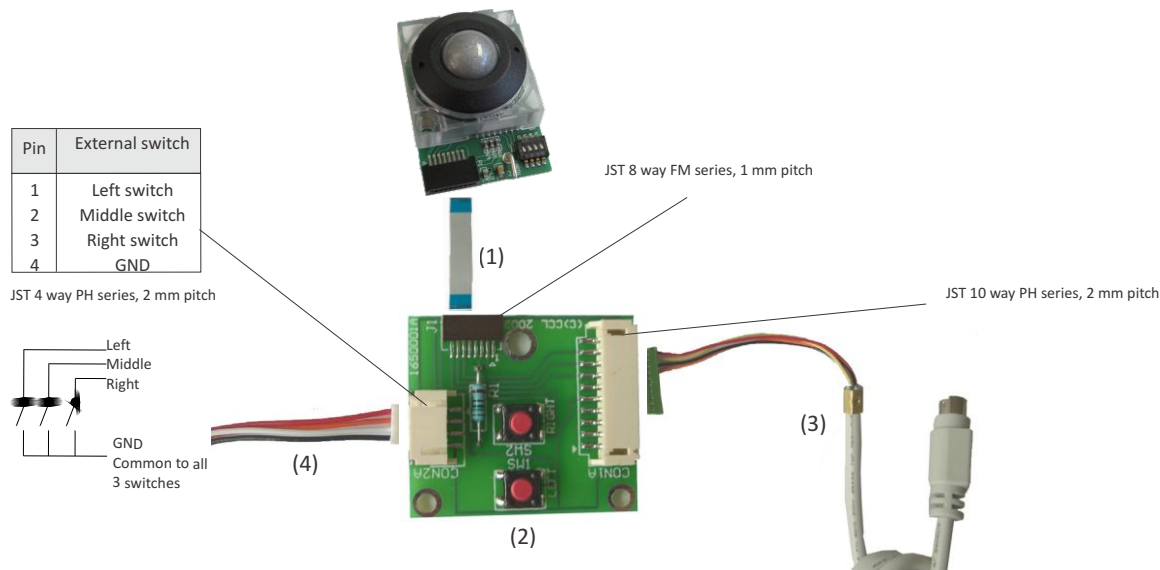 Pin External switch
1 Left switch
2 Middle switch
3 Right switch
4 GND
JST 4 way PH series, 2 mm pitch
JST 8 way FM series, 1 mm pitch
JST 10 way PH series, 2 mm pitch
(1)
Left
Middle
Right
GND
Common to all
3 switches
(4)
(3)
(2)
J1
(C)CCL
1650001A
R1
RIGHT
SW2
SW1
LEFT
CON2A
CON1A